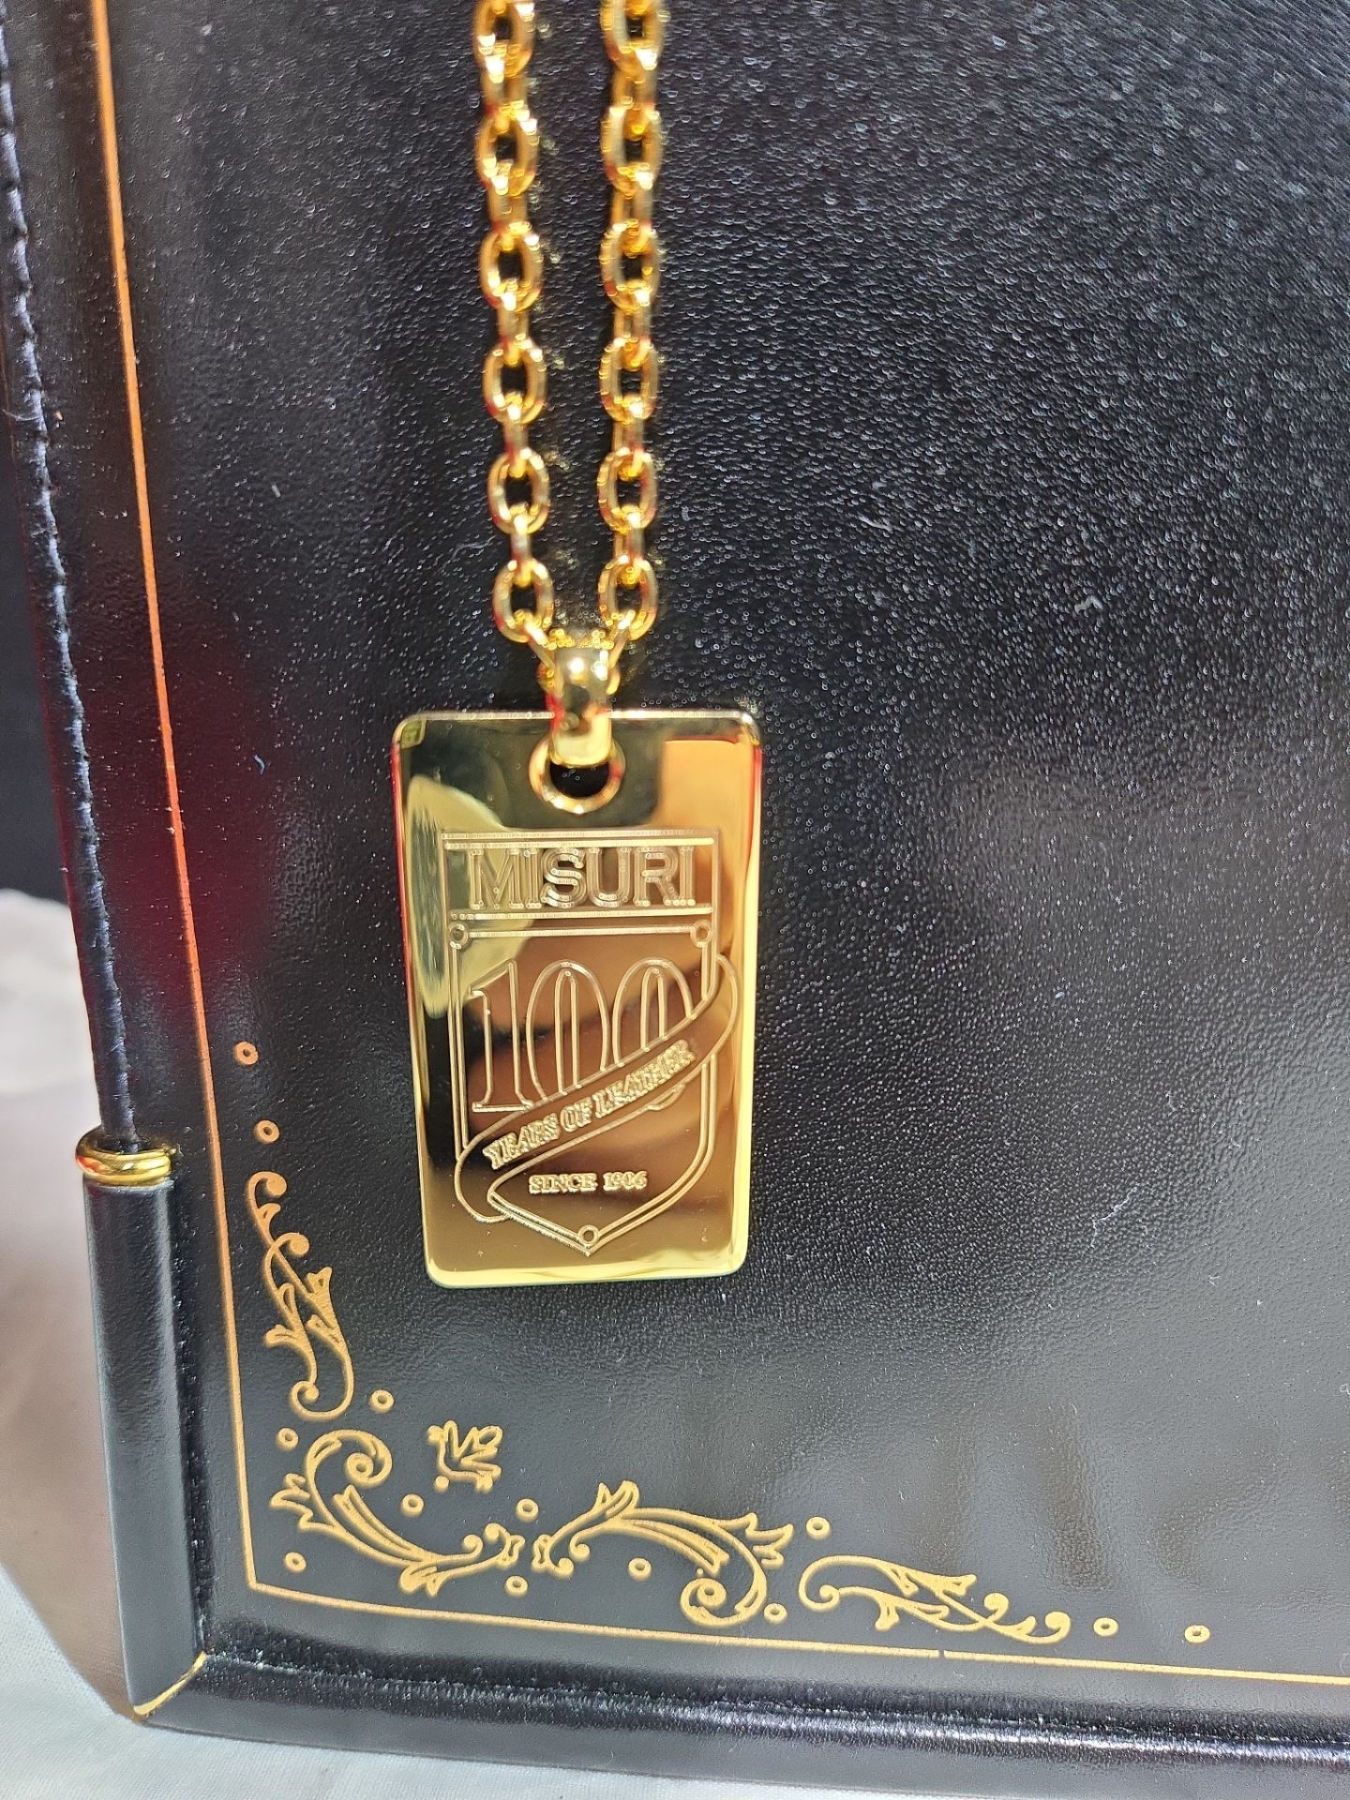 MISURI
100
YEARS OF LEATHER
SINCE 1906